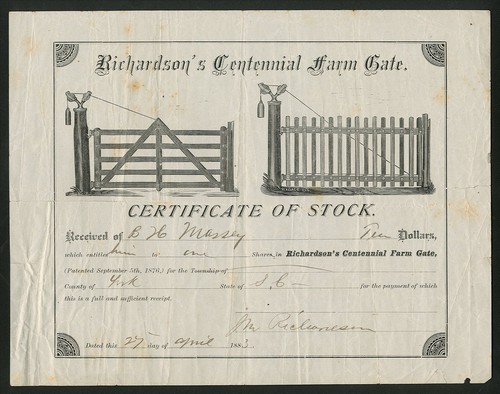 Richardson's Centennial Farm Gate.
CERTIFICATE OF STOCK.
Received of B H Massey Ten Dollars,
which entitles him to one Shares in Richardson's Centennial Farm Gate,
(Patented September 5th, 1876,) for the Township of
County of York State of S. C. for the payment of which
this is a full and sufficient receipt.
Richardson
Dated this 27 day of April 1883